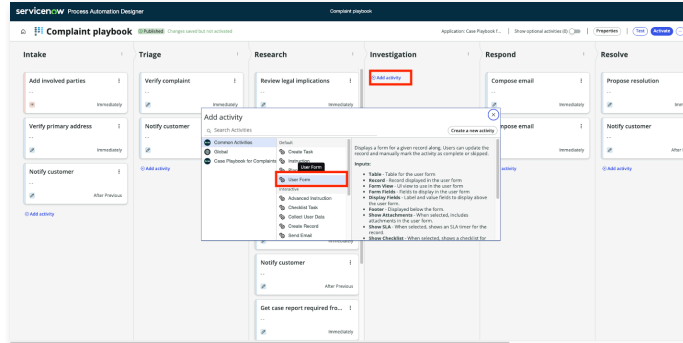 servicenow Process Automation Designer
Complaint playbook
Complaint playbook
Published
Changes saved but not activated
Application: Case Playbook f...
Show optional activities (0)
Properties
Test
Activate
Intake
Triage
Research
Investigation
Respond
Resolve
Add involved parties
--
Immediately
Verify primary address
--
Immediately
Notify customer
--
After Previous
Add activity
Verify complaint
--
Immediately
Notify customer
--
Add activity
Review legal implications
--
Immediately
Notify customer
--
After Previous
Get case report required fro...
--
Immediately
Add activity
Compose email
--
Immediately
mpose email
Immediately
activity
Propose resolution
--
Notify customer
--
After
Add activity
Add activity
Search Activities
Create a new activity
Common Activities
Global
Case Playbook for Complaints
Default
Create Task
Instruction
User Form
User Form
Interactive
Advanced Instruction
Checklist Task
Collect User Data
Create Record
Send Email
Displays a form for a given record along. Users can update the
record and manually mark the activity as complete or skipped.
Inputs:
• Table - Table for the user form
• Record - Record displayed in the user form
• Form View - UI view to use in the user form
• Form Fields - Fields to display in the user form
• Display Fields - Label and value fields to display above
the user form.
• Footer - Displayed below the form.
• Show Attachments - When selected, includes
attachments in the user form.
• Show SLA - When selected, shows an SLA timer for the
record.
• Show Checklist - When selected, shows a checklist for